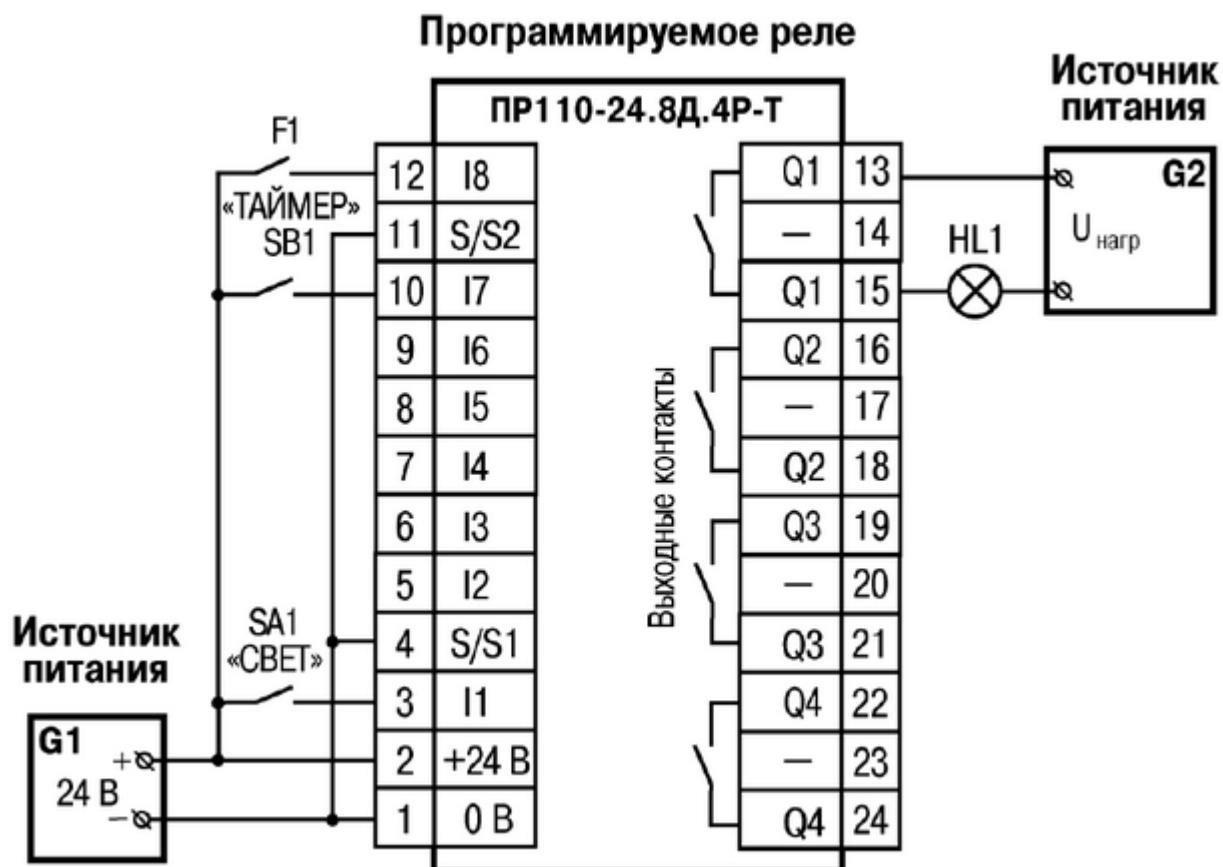 Программируемое реле
ПР110-24.8Д.4Р-Т
Источник
питания
G2
U нагр
HL1
F1
«ТАЙМЕР»
SB1
SA1
«СВЕТ»
Источник
питания
G1
+
24 В
–
12 I8
11 S/S2
10 I7
9 I6
8 I5
7 I4
6 I3
5 I2
4 S/S1
3 I1
2 +24 В
1 0 В
Выходные контакты
Q1 13
— 14
Q1 15
Q2 16
— 17
Q2 18
Q3 19
— 20
Q3 21
Q4 22
— 23
Q4 24